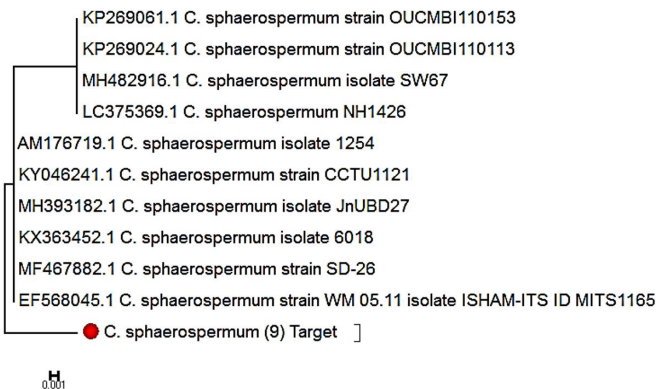 KP269061.1 C. sphaerospermum strain OUCMBI110153
KP269024.1 C. sphaerospermum strain OUCMBI110113
MH482916.1 C. sphaerospermum isolate SW67
LC375369.1 C. sphaerospermum NH1426
AM176719.1 C. sphaerospermum isolate 1254
KY046241.1 C. sphaerospermum strain CCTU1121
MH393182.1 C. sphaerospermum isolate JnUBD27
KX363452.1 C. sphaerospermum isolate 6018
MF467882.1 C. sphaerospermum strain SD-26
EF568045.1 C. sphaerospermum strain WM 05.11 isolate ISHAM-ITS ID MITS1165
C. sphaerospermum (9) Target
0.001